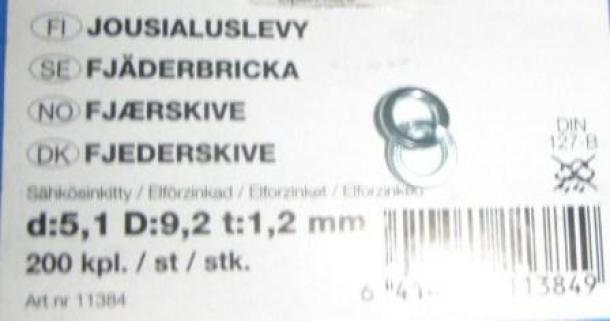 FI JOUSIALUSLEVY
SE FJÄDERBRICKA
NO FJÆRSKIVE
DK FJEDERSKIVE
DIN
127-B
Sähkösinkitty / Elförzinkad / Elforzinket / Elforzinket
d:5,1 D:9,2 t:1,2 mm
200 kpl. / st / stk.
Art nr 11384
6 113849